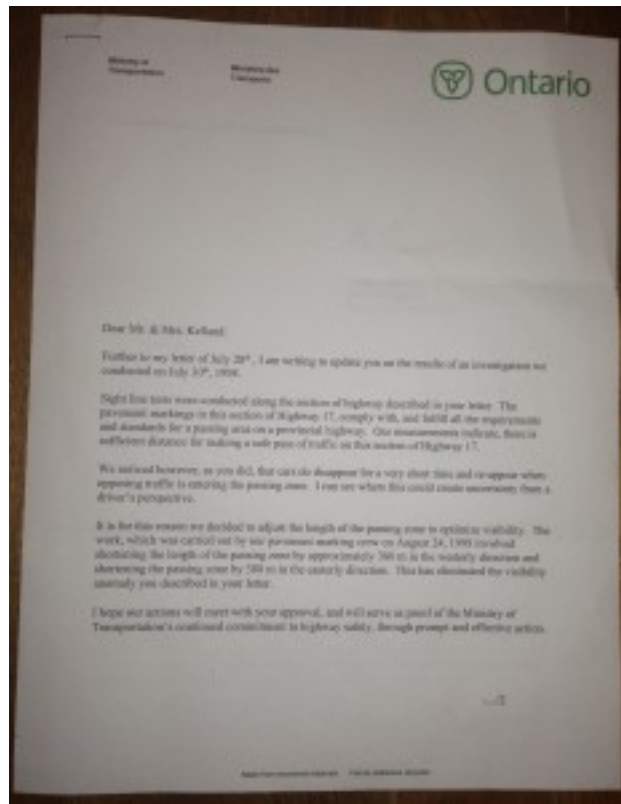 Ministry of Ministère des
Transportation Transports
Ontario
Dear Mr. & Mrs. Kelland:
Further to my letter of July 28th, I am writing to update you on the results of an investigation we
conducted on July 30th, 1998.
Sight line tests were conducted along the section of highway described in your letter. The
pavement markings in this section of Highway 17, comply with, and fulfill all the requirements
and standards for a passing area on a provincial highway. Our measurements indicate, there is
sufficient distance for making a safe pass of traffic on this section of Highway 17.
We noticed however, as you did, that cars do disappear for a very short time and re-appear when
opposing traffic is entering the passing zone. I can see where this could create uncertainty from a
driver's perspective.
It is for this reason we decided to adjust the length of the passing zone to optimize visibility. The
work, which was carried out by our pavement marking crew on August 24, 1998 involved
shortening the length of the passing zone by approximately 300 m in the westerly direction and
shortening the passing zone by 500 m in the easterly direction. This has eliminated the visibility
anomaly you described in your letter.
I hope our actions will meet with your approval, and will serve as proof of the Ministry of
Transportation's continued commitment to highway safety, through prompt and effective action.
.../2